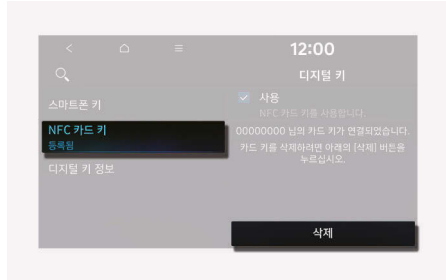 12:00
디지털 키
스마트폰 키
NFC 카드 키
등록됨
디지털 키 정보
사용
NFC 카드 키를 사용합니다.
00000000 님의 카드 키가 연결되었습니다.
카드 키를 삭제하려면 아래의 [삭제] 버튼을
누르십시오.
삭제